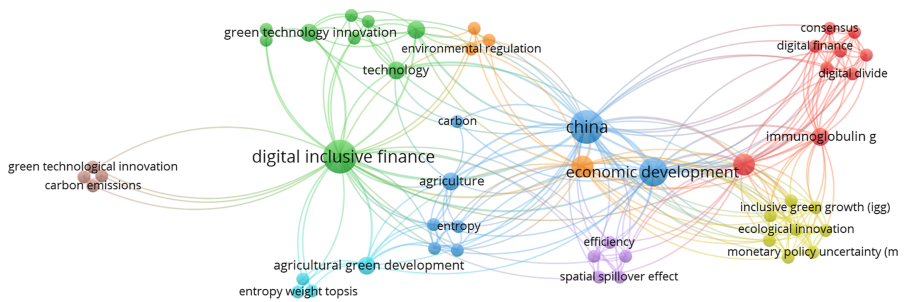 consensus
green technology innovation
digital finance
environmental regulation
technology
digital divide
carbon
china
immunoglobulin g
digital inclusive finance
green technological innovation
economic development
agriculture
carbon emissions
inclusive green growth (igg)
entropy
ecological innovation
efficiency
monetary policy uncertainty (m
agricultural green development
spatial spillover effect
entropy weight topsis